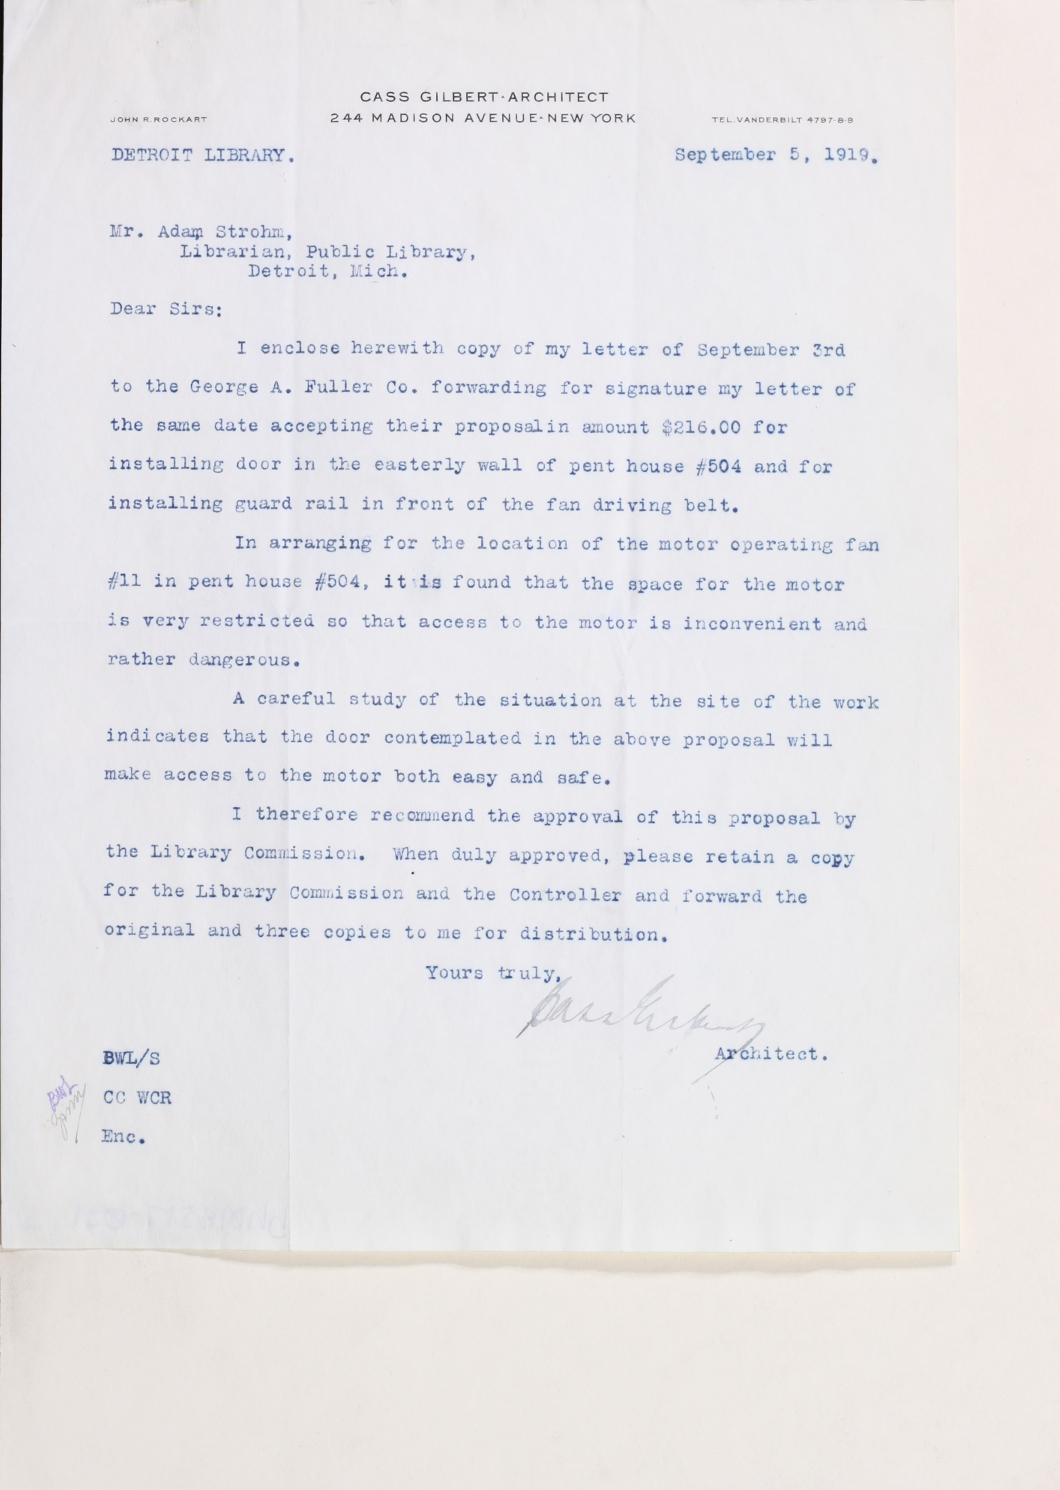 CASS GILBERT-ARCHITECT
JOHN R. ROCKART 244 MADISON AVENUE-NEW YORK TEL. VANDERBILT 4797-8-9
DETROIT LIBRARY. September 5, 1919.
Mr. Adam Strohm,
Librarian, Public Library,
Detroit, Mich.
Dear Sirs:
I enclose herewith copy of my letter of September 3rd
to the George A. Fuller Co. forwarding for signature my letter of
the same date accepting their proposalin amount $216.00 for
installing door in the easterly wall of pent house #504 and for
installing guard rail in front of the fan driving belt.
In arranging for the location of the motor operating fan
#11 in pent house #504, it is found that the space for the motor
is very restricted so that access to the motor is inconvenient and
rather dangerous.
A careful study of the situation at the site of the work
indicates that the door contemplated in the above proposal will
make access to the motor both easy and safe.
I therefore recommend the approval of this proposal by
the Library Commission. When duly approved, please retain a copy
for the Library Commission and the Controller and forward the
original and three copies to me for distribution.
Yours truly,
Cass Gilbert
Architect.
BWL/S
BWL
CC WCR
Enc.